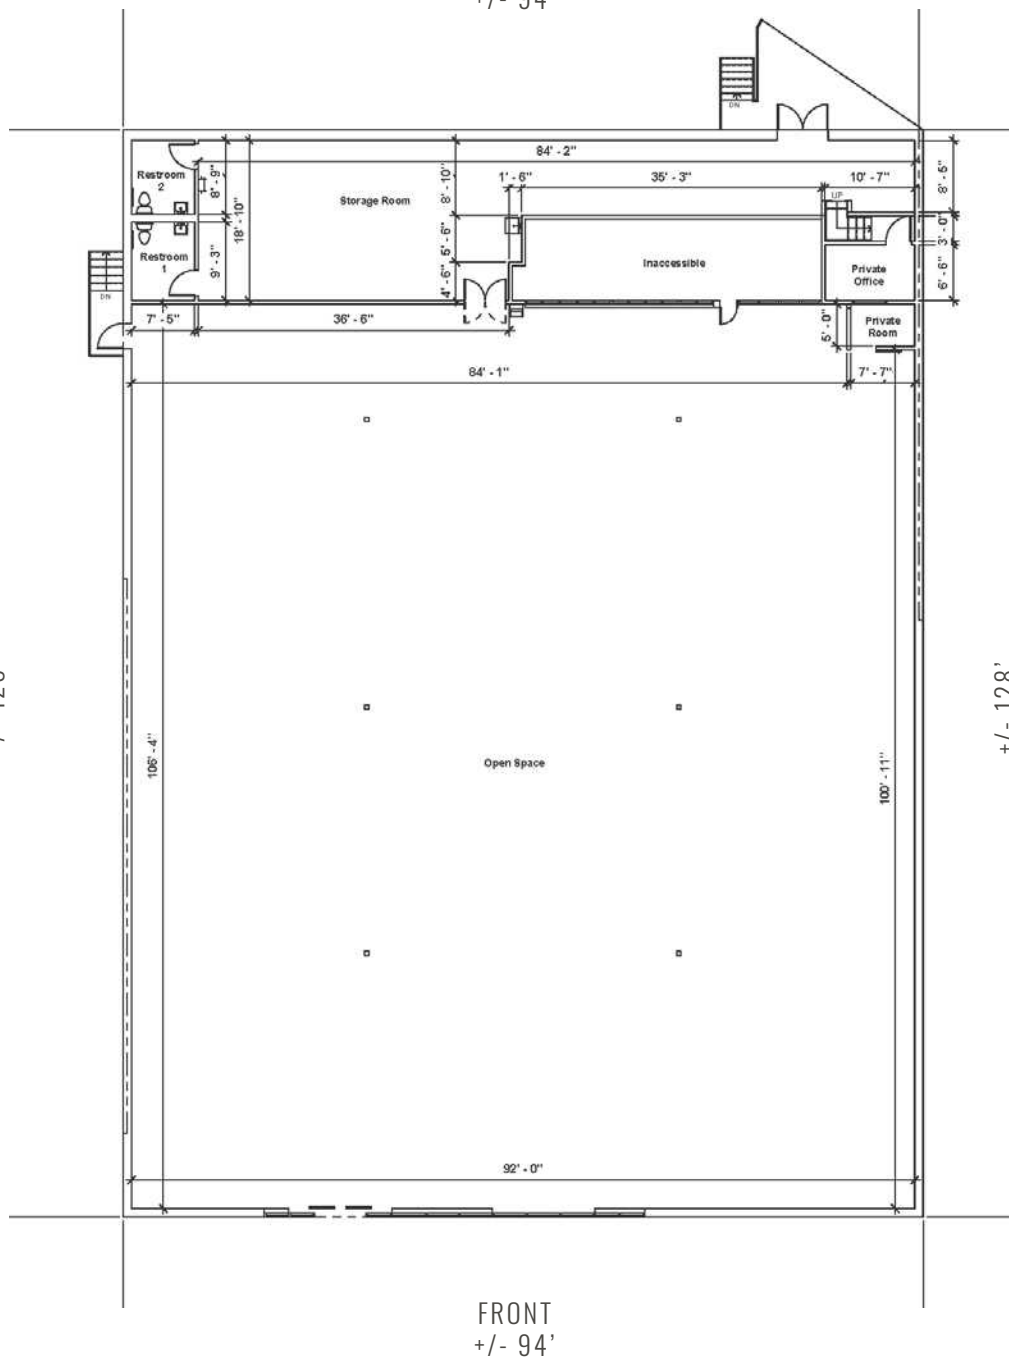 +/- 94'
DN
84' - 2"
1' - 6"
35' - 3"
10' - 7"
8' - 5"
Restroom
2
8' - 9"
18' - 10"
Storage Room
8' - 10"
UP
3' - 0"
5' - 6"
Restroom
1
9' - 3"
Inaccessible
Private
Office
6' - 6"
4' - 6"
DN
7' - 5"
36' - 6"
5' - 0"
Private
Room
84' - 1"
7' - 7"
+/- 128'
106' - 4"
Open Space
100' - 11"
92' - 0"
FRONT
+/- 94'